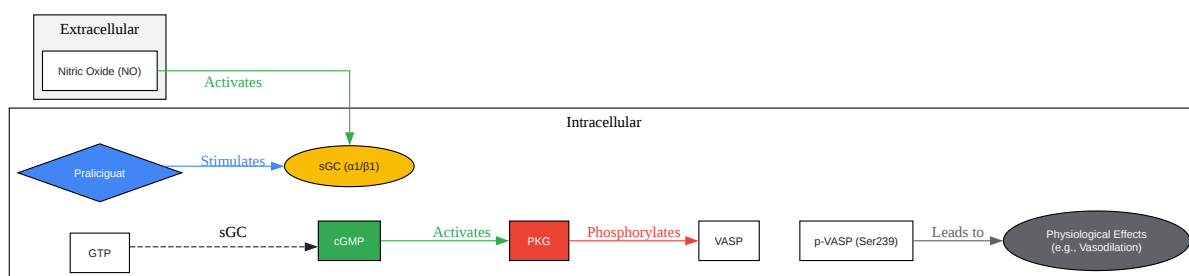 Extracellular
Nitric Oxide (NO)
Activates
Intracellular
Praliciguat
Stimulates
sGC (α1/β1)
GTP
sGC
cGMP
Activates
PKG
Phosphorylates
VASP
p-VASP (Ser239)
Leads to
Physiological Effects
(e.g., Vasodilation)